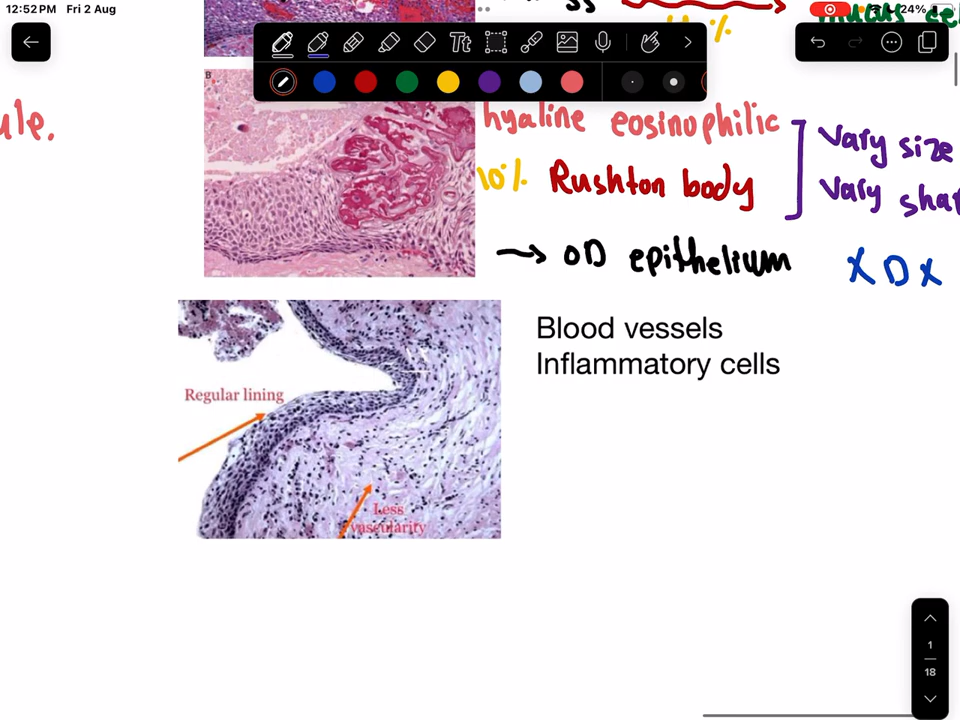 12:52 PM Fri 2 Aug
24%
Tt
%
ule.
B
hyaline eosinophilic
10% Rushton body
Vary size
Vary shap
→ OD epithelium
X D X
Blood vessels
Inflammatory cells
Regular lining
Less
vascularity
1
18